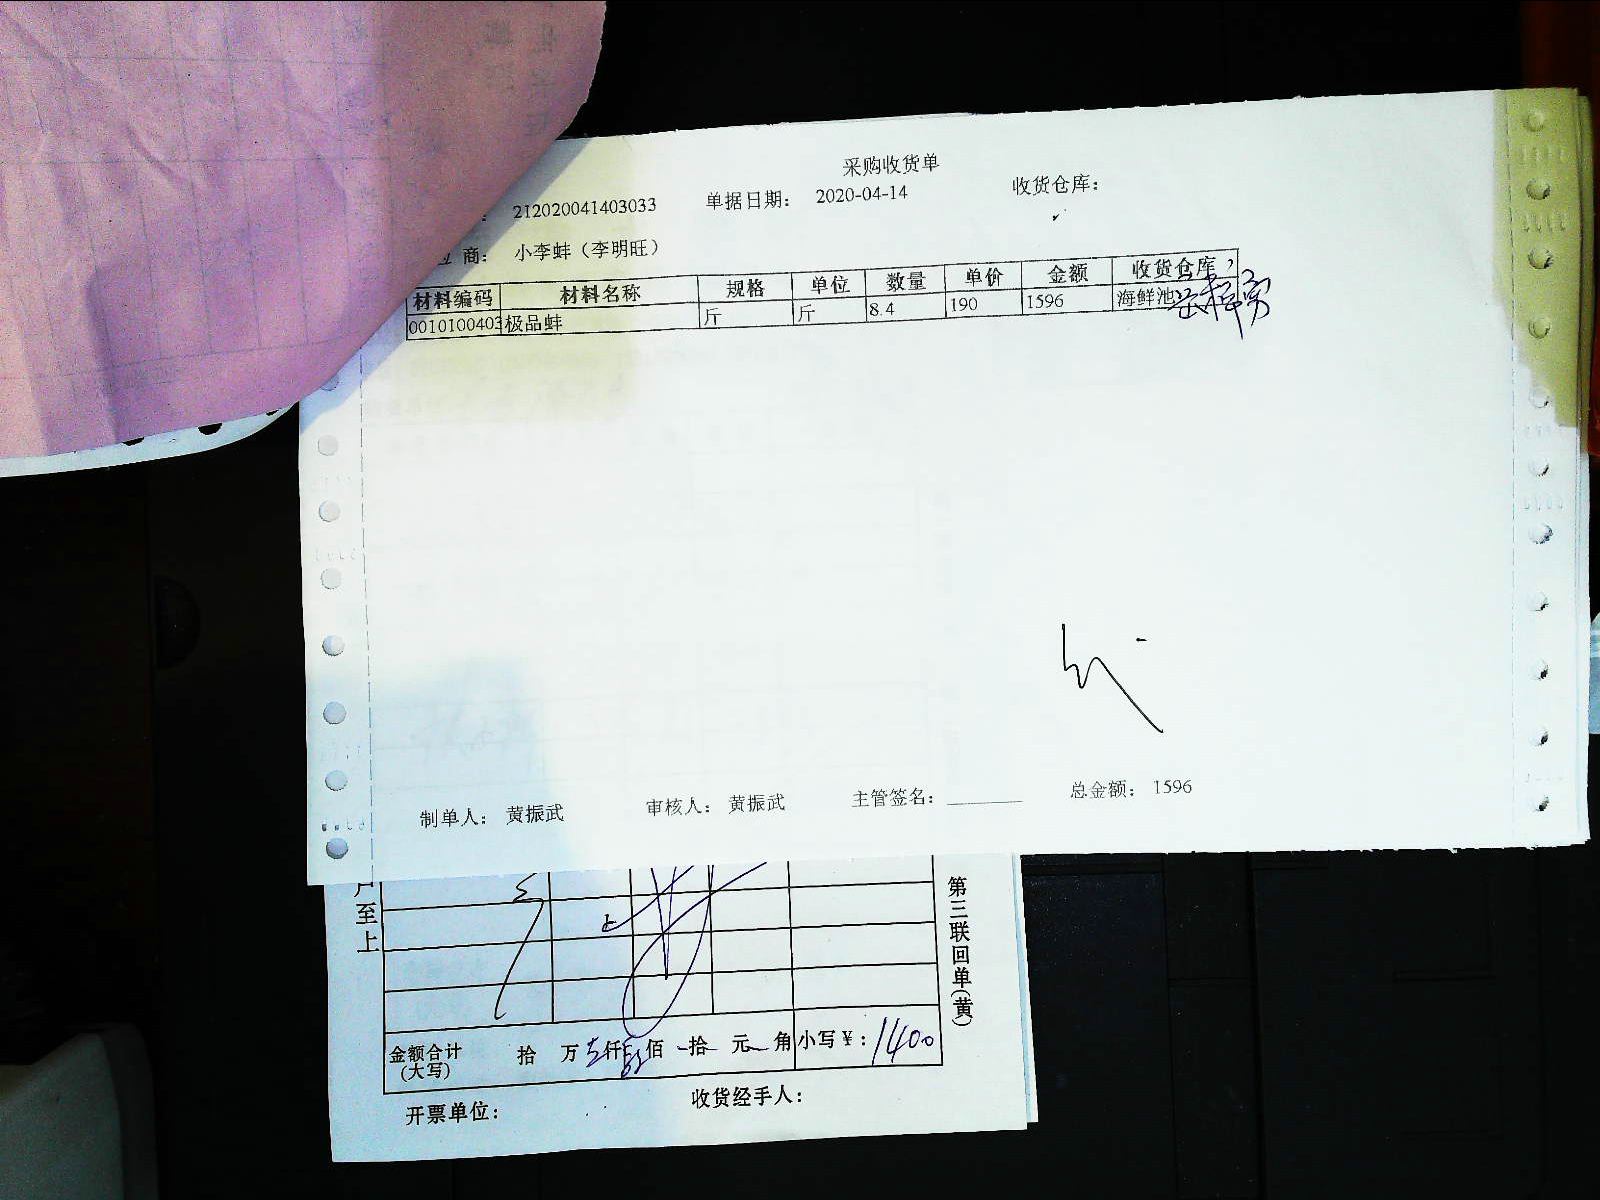 采购收货单
: 212020041403033 单据日期: 2020-04-14 收货仓库:
商: 小李蚌（李明旺）
材料编码 材料名称 规格 单位 数量 单价 金额 收货仓库
0010100403 极品蚌 斤 斤 8.4 190 1596 海鲜池
制单人: 黄振武 审核人: 黄振武 主管签名: 总金额: 1596
户至上
第三联回单(黄)
金额合计(大写) 拾 万 仟 佰 拾 元 角 小写¥: 1400
开票单位: 收货经手人: